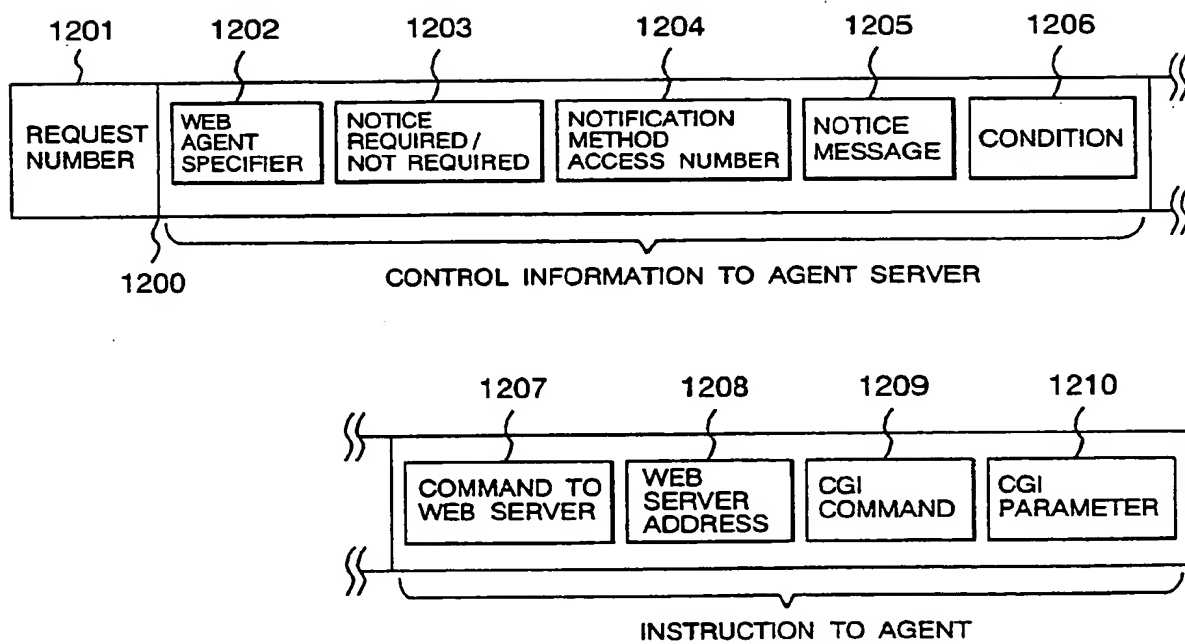 1201
1202
1203
1204
1205
1206
REQUEST
NUMBER
WEB
AGENT
SPECIFIER
NOTICE
REQUIRED/
NOT REQUIRED
NOTIFICATION
METHOD
ACCESS NUMBER
NOTICE
MESSAGE
CONDITION
1200
CONTROL INFORMATION TO AGENT SERVER
1207
1208
1209
1210
COMMAND TO
WEB SERVER
WEB
SERVER
ADDRESS
CGI
COMMAND
CGI
PARAMETER
INSTRUCTION TO AGENT